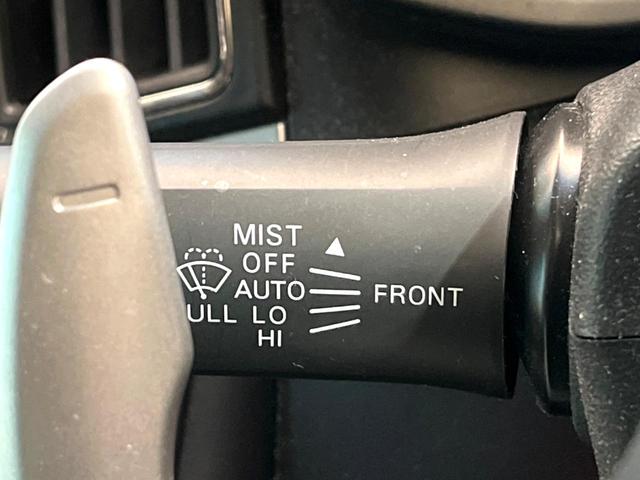 MIST
OFF
AUTO FRONT
ULL LO
HI